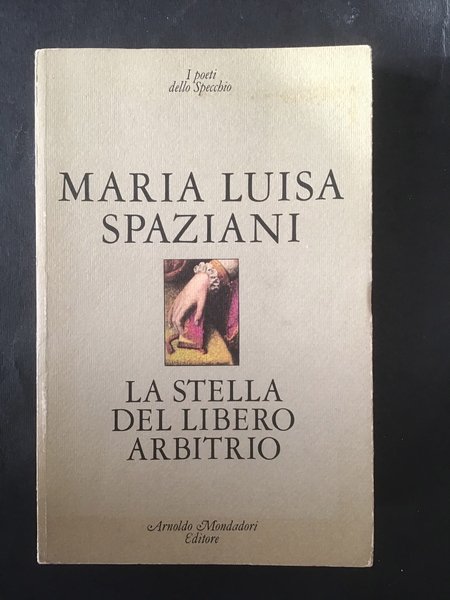 I poeti
dello Specchio
MARIA LUISA
SPAZIANI
LA STELLA
DEL LIBERO
ARBITRIO
Arnoldo Mondadori
Editore